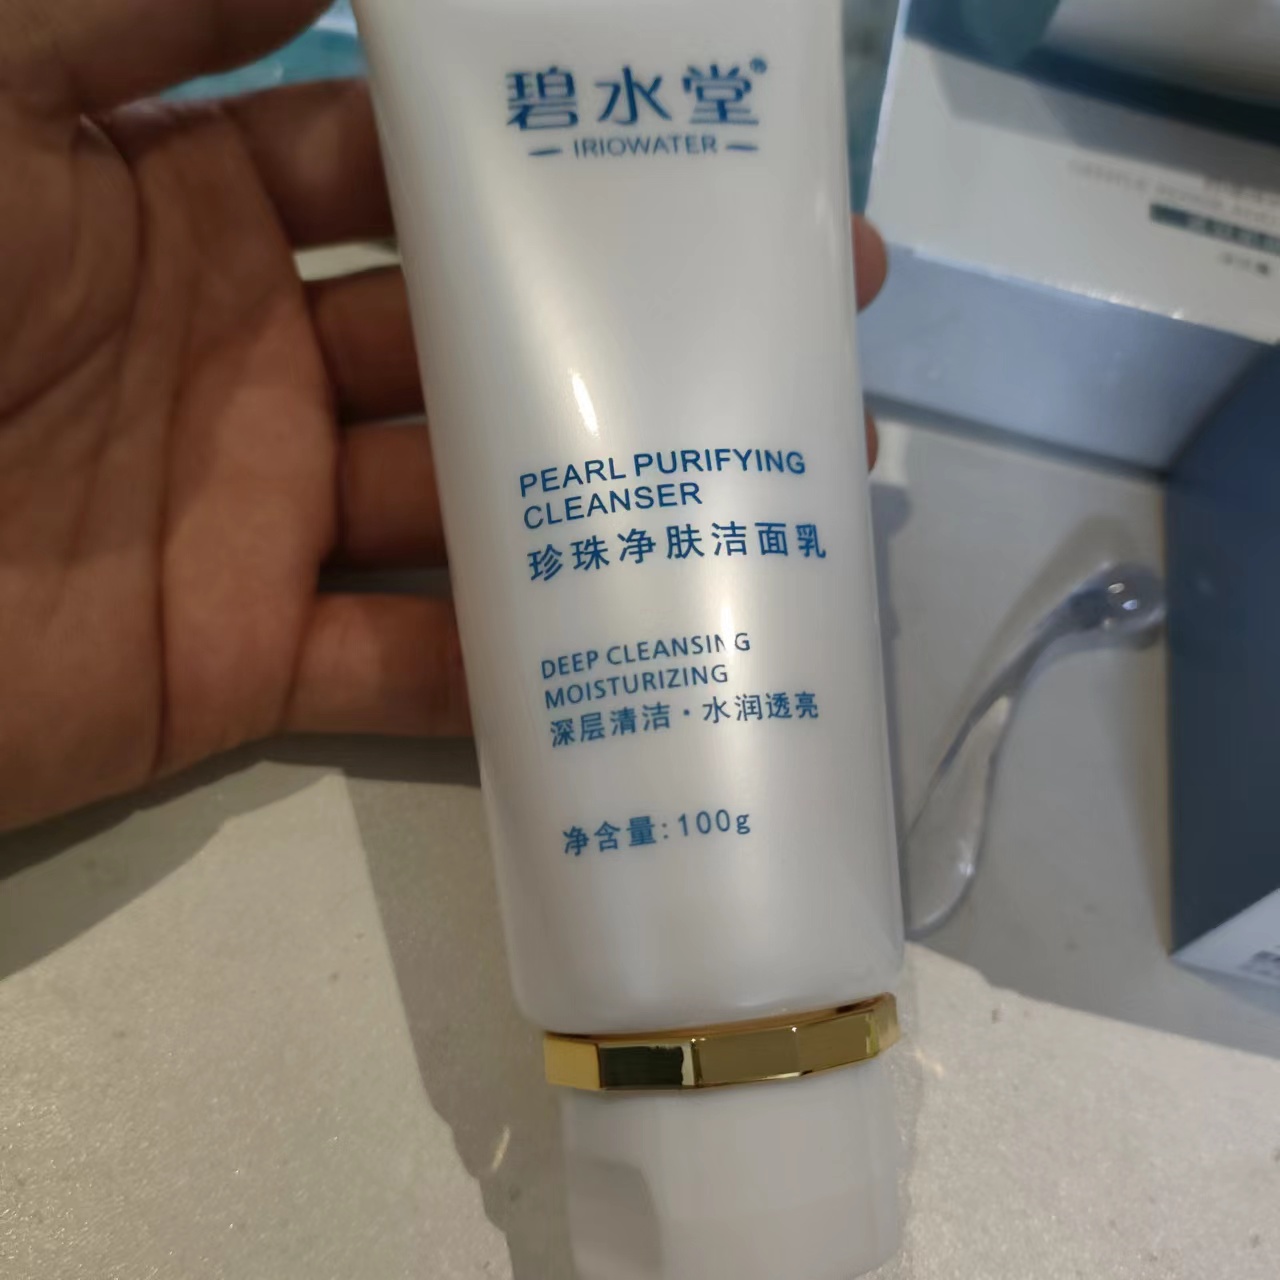 碧水堂®
IRIOWATER
PEARL PURIFYING
CLEANSER
珍珠净肤洁面乳
DEEP CLEANSING
MOISTURIZING
深层清洁·水润透亮
净含量:100g